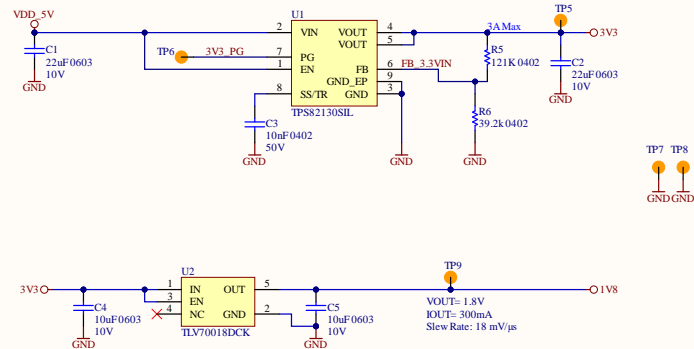 VDD_5V
U1
TP5
2
VIN
VOUT
4
3A Max
3V3
VOUT
5
C1
22uF0603
10V
GND
TP6
3V3_PG
7
PG
1
EN
FB
6
FB_3.3VIN
GND_EP
9
8
SS/TR
GND
3
TPS82130SIL
R5
121K0402
C2
22uF0603
10V
GND
C3
10nF0402
50V
GND
GND
R6
39.2k0402
GND
TP7
TP8
GND
GND
U2
TP9
3V3
1
IN
OUT
5
1V8
3
EN
4
NC
GND
2
TLV70018DCK
C4
10uF0603
10V
GND
C5
10uF0603
10V
GND
VOUT= 1.8V
IOUT= 300mA
Slew Rate: 18 mV/µs